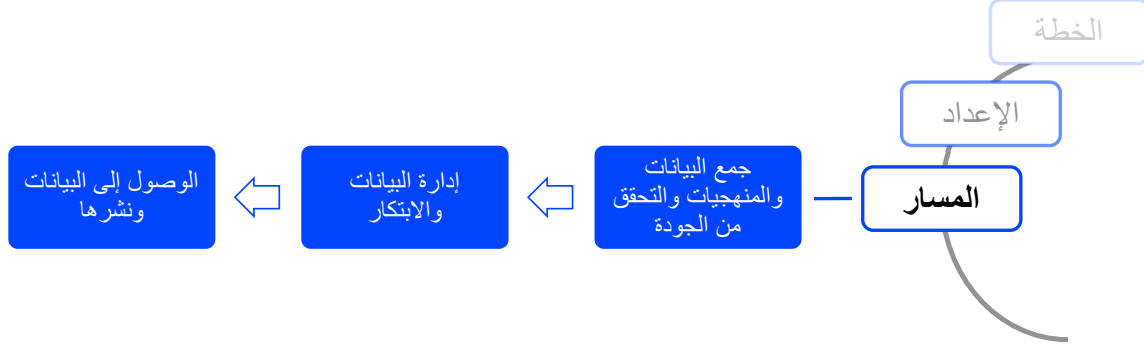 الخطة
الإعداد
المسار
جمع البيانات
والمنهجيات والتحقق
من الجودة
إدارة البيانات
والابتكار
الوصول إلى البيانات
ونشرها